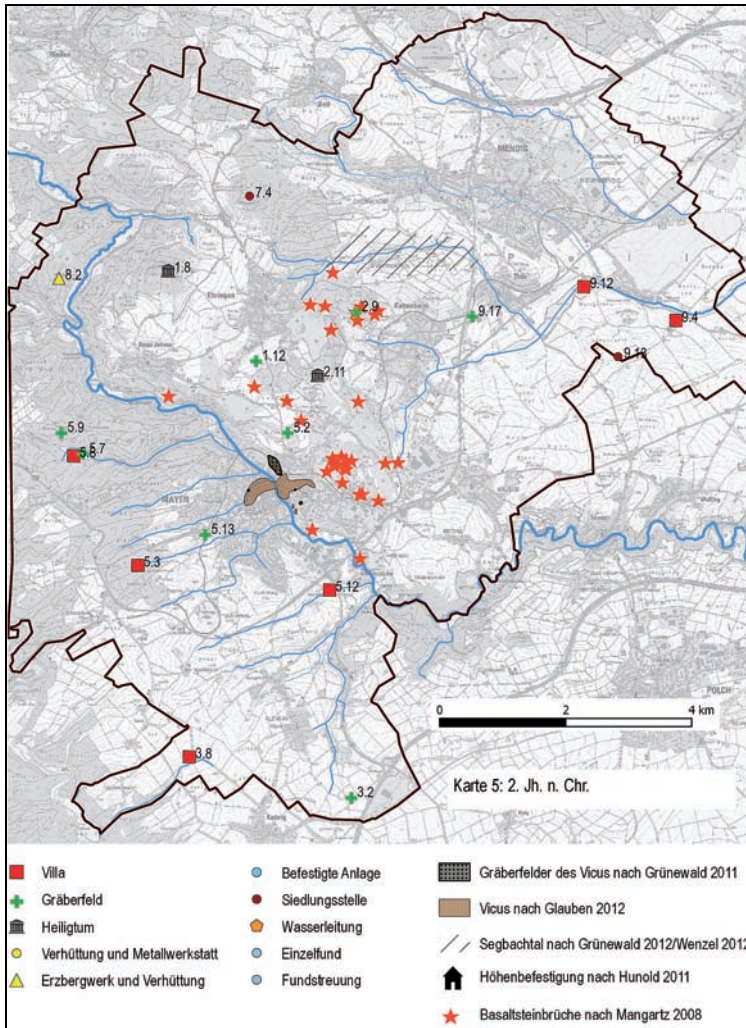 MENDIG
7.4
1.8
8.2
9.12
2.9
9.17
9.4
Ettringen
Kottenheim
1.12
9.13
2.11
5.9
5.2
5.7
5.6
MAYEN
5.13
5.3
5.12
POLCH
0 2 4 km
3.8
Karte 5: 2. Jh. n. Chr.
3.2
Villa
Gräberfeld
Heiligtum
Verhüttung und Metallwerkstatt
Erzbergwerk und Verhüttung
Befestigte Anlage
Siedlungsstelle
Wasserleitung
Einzelfund
Fundstreuung
Gräberfelder des Vicus nach Grünewald 2011
Vicus nach Glauben 2012
Segbachtal nach Grünewald 2012/Wenzel 2012
Höhenbefestigung nach Hunold 2011
Basaltsteinbrüche nach Mangartz 2008